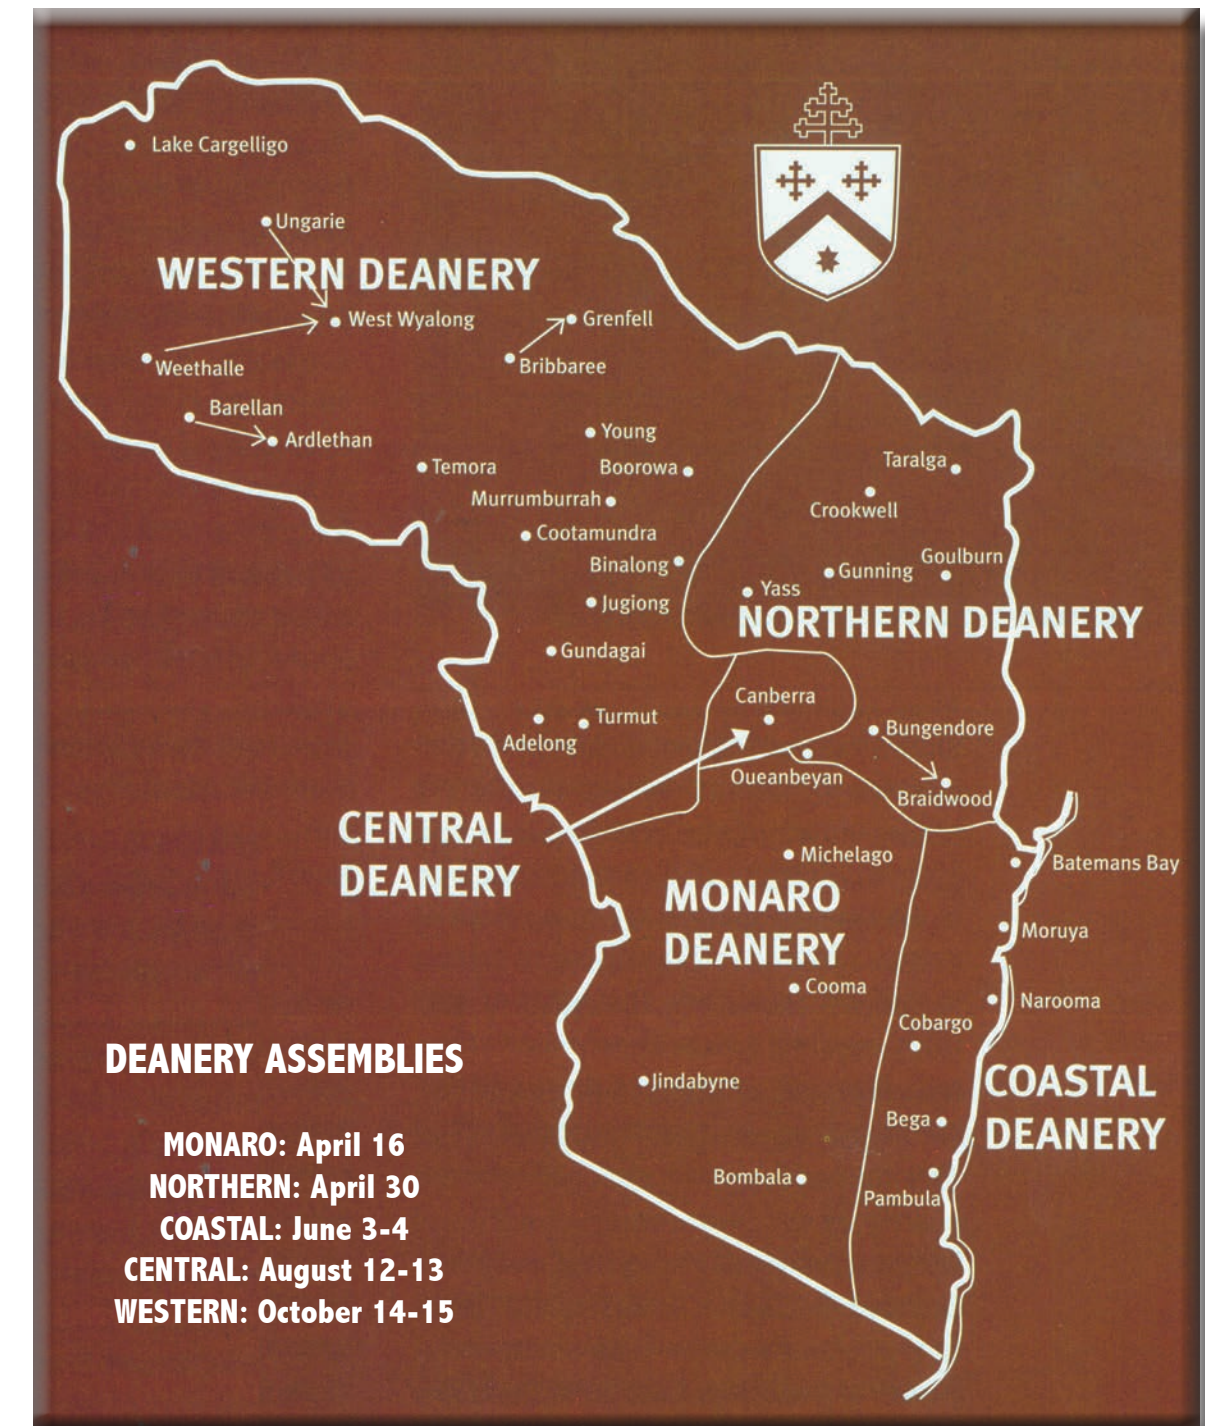 Lake Cargelligo
Ungarie
WESTERN DEANERY
West Wyalong
Grenfell
Weethalle
Bribbaree
Barellan
Ardlethan
Young
Temora
Boorowa
Taralga
Murrumburrah
Crookwell
Cootamundra
Binalong
Goulburn
Gunning
Yass
Jugiong
NORTHERN DEANERY
Gundagai
Canberra
Turmut
Adelong
Bungendore
Oueanbeyan
Braidwood
CENTRAL
DEANERY
Michelago
Batemans Bay
MONARO
DEANERY
Moruya
Cooma
Narooma
Cobargo
Jindabyne
COASTAL
DEANERY
Bega
Bombala
Pambula
DEANERY ASSEMBLIES
MONARO: April 16
NORTHERN: April 30
COASTAL: June 3-4
CENTRAL: August 12-13
WESTERN: October 14-15